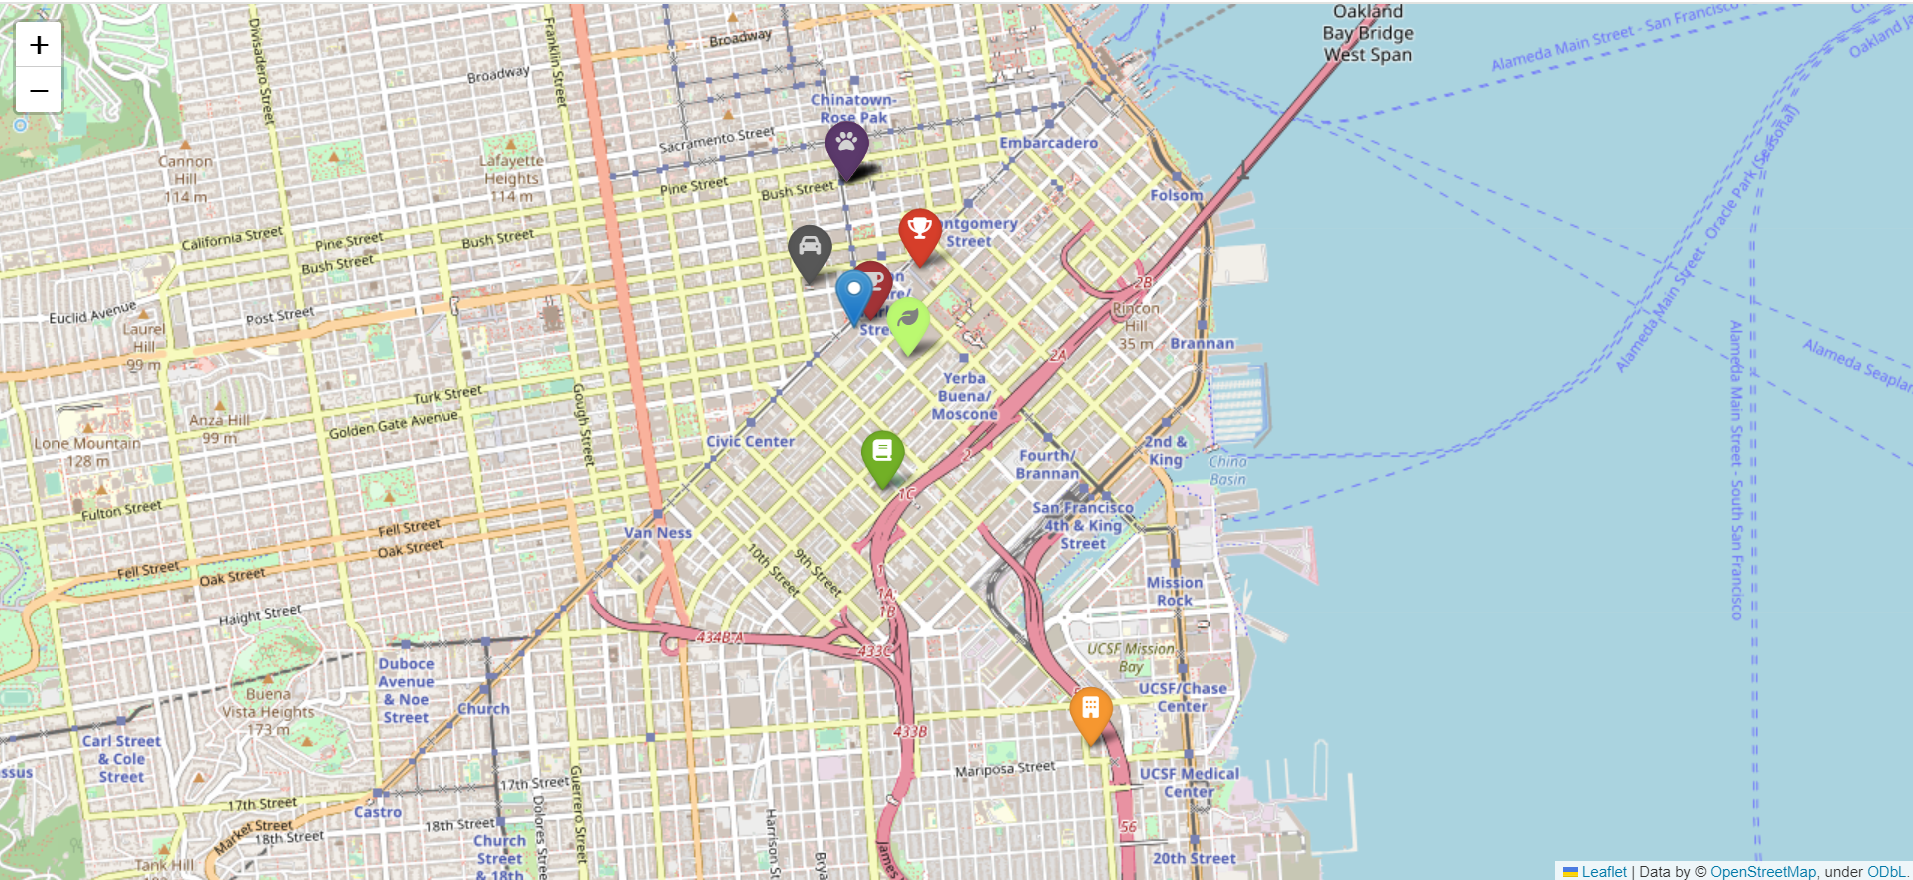 +
−
Oakland
Bay Bridge
West Span
Alameda Main Street - San Francisco
Divisadero Street
Franklin Street
Broadway
Broadway
Chinatown-
Rose Pak
Sacramento Street
Embarcadero
Cannon
Hill
114 m
Lafayette
Heights
114 m
Pine Street
Bush Street
Folsom
California Street
Pine Street
Bush Street
Bush Street
Street
Alameda Main Street - Oracle Park (Seasonal)
2B
Rincon
Hill
35 m
Euclid Avenue
Post Street
Laurel
Hill
99 m
Brannan
2A
Yerba
Buena/
Moscone
Turk Street
Golden Gate Avenue
Gough Street
Anza Hill
99 m
Lone Mountain
128 m
Civic Center
2nd &
King
Fourth/
Brannan
China
Basin
2
1C
San Francisco
4th & King
Street
Fulton Street
Fell Street
Oak Street
Van Ness
Fell Street
Oak Street
10th Street
9th Street
1
1A
1B
Mission
Rock
Haight Street
434B-A
433C
UCSF Mission
Bay
Duboce
Avenue
& Noe
Street
Buena
Vista Heights
173 m
Church
UCSF/Chase
Center
433B
Carl Street
& Cole
Street
Mariposa Street
UCSF Medical
Center
17th Street
17th Street
Castro
Market Street
18th Street
18th Street
Church
Street
& 18th
Dolores Stree
Guerrero Street
Harrison St
56
20th Street
Tank Hill
Alameda Main Street - South San Francisco
Alameda Seaplan
Leaflet | Data by © OpenStreetMap, under ODbL.